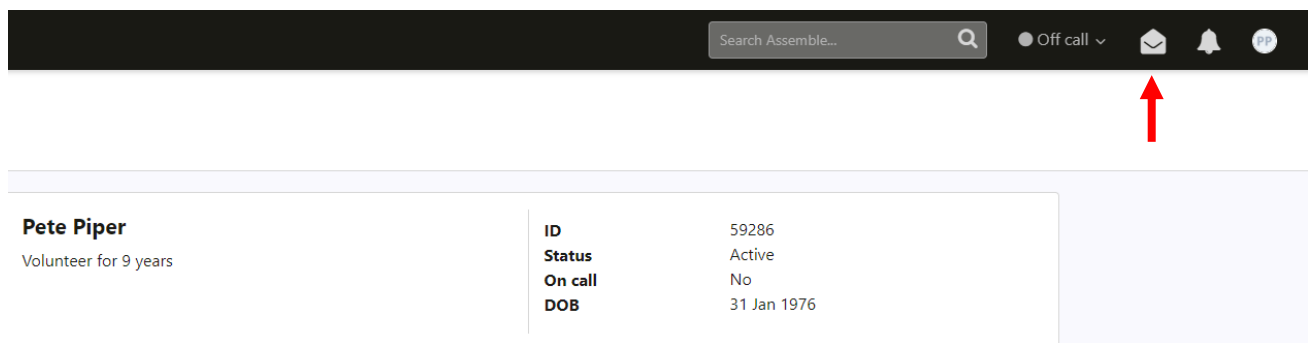 Search Assemble...
Off call
PP
Pete Piper
Volunteer for 9 years
ID 59286
Status Active
On call No
DOB 31 Jan 1976